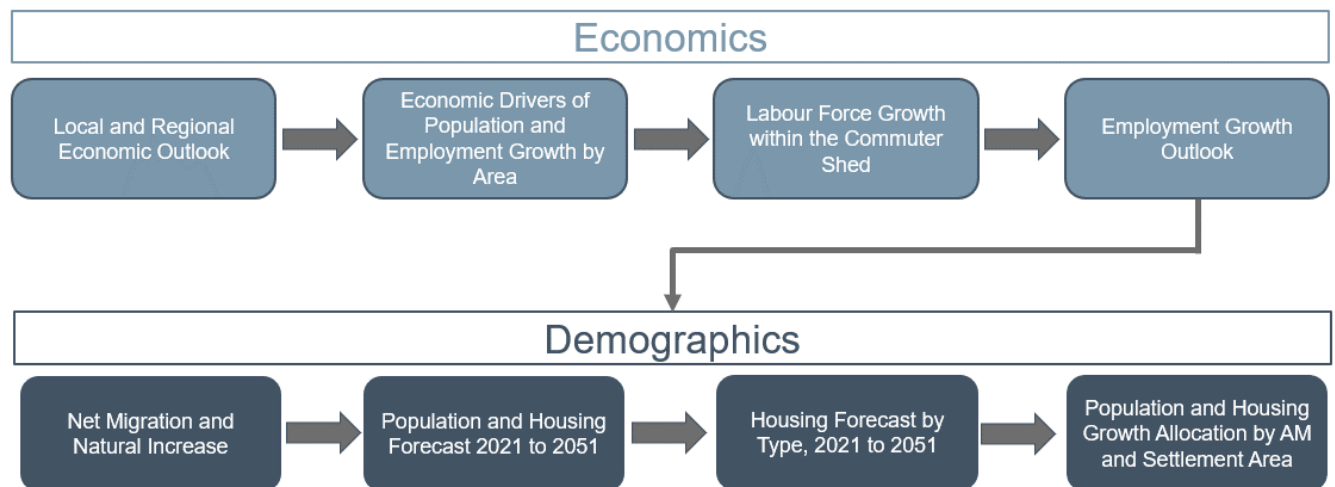 Economics
Local and Regional
Economic Outlook
Economic Drivers of
Population and
Employment Growth by
Area
Labour Force Growth
within the Commuter
Shed
Employment Growth
Outlook
Demographics
Net Migration and
Natural Increase
Population and Housing
Forecast 2021 to 2051
Housing Forecast by
Type, 2021 to 2051
Population and Housing
Growth Allocation by AM
and Settlement Area